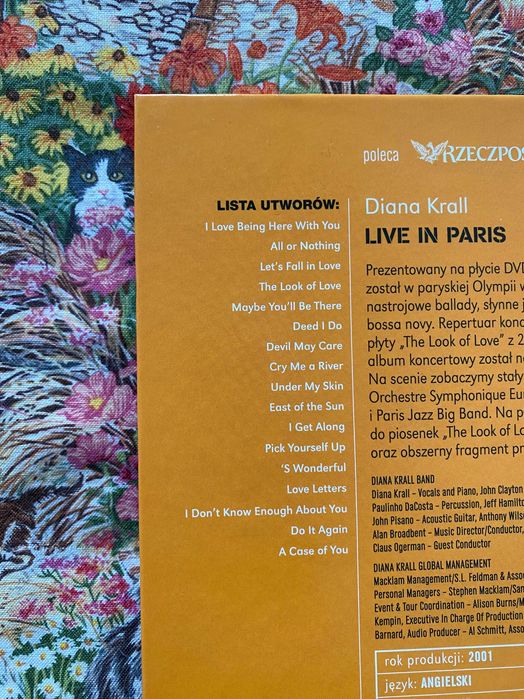 poleca RZECZPOS
LISTA UTWORÓW:
I Love Being Here With You
All or Nothing
Let's Fall in Love
The Look of Love
Maybe You'll Be There
Deed I Do
Devil May Care
Cry Me a River
Under My Skin
East of the Sun
I Get Along
Pick Yourself Up
'S Wonderful
Love Letters
I Don't Know Enough About You
Do It Again
A Case of You
Diana Krall
LIVE IN PARIS
Prezentowany na płycie DVD
został w paryskiej Olympii w
nastrojowe ballady, słynne j
bossa novy. Repertuar konc
płyty „The Look of Love” z 2
album koncertowy został na
Na scenie zobaczymy stały
Orchestre Symphonique Eur
i Paris Jazz Big Band. Na p
do piosenek „The Look of Lo
oraz obszerny fragment pr
DIANA KRALL BAND
Diana Krall – Vocals and Piano, John Clayton
Paulinho DaCosta – Percussion, Jeff Hamilto
John Pisano – Acoustic Guitar, Anthony Wilso
Alan Broadbent – Music Director/Conductor,
Claus Ogerman – Guest Conductor
DIANA KRALL GLOBAL MANAGEMENT
Macklam Management/S.L. Feldman & Asso
Personal Managers – Stephen Macklam/Sam
Event & Tour Coordination – Alison Burns/M
Kempin, Executive In Charge Of Production
Barnard, Audio Producer – Al Schmitt, Asso
rok produkcji: 2001
język: ANGIELSKI